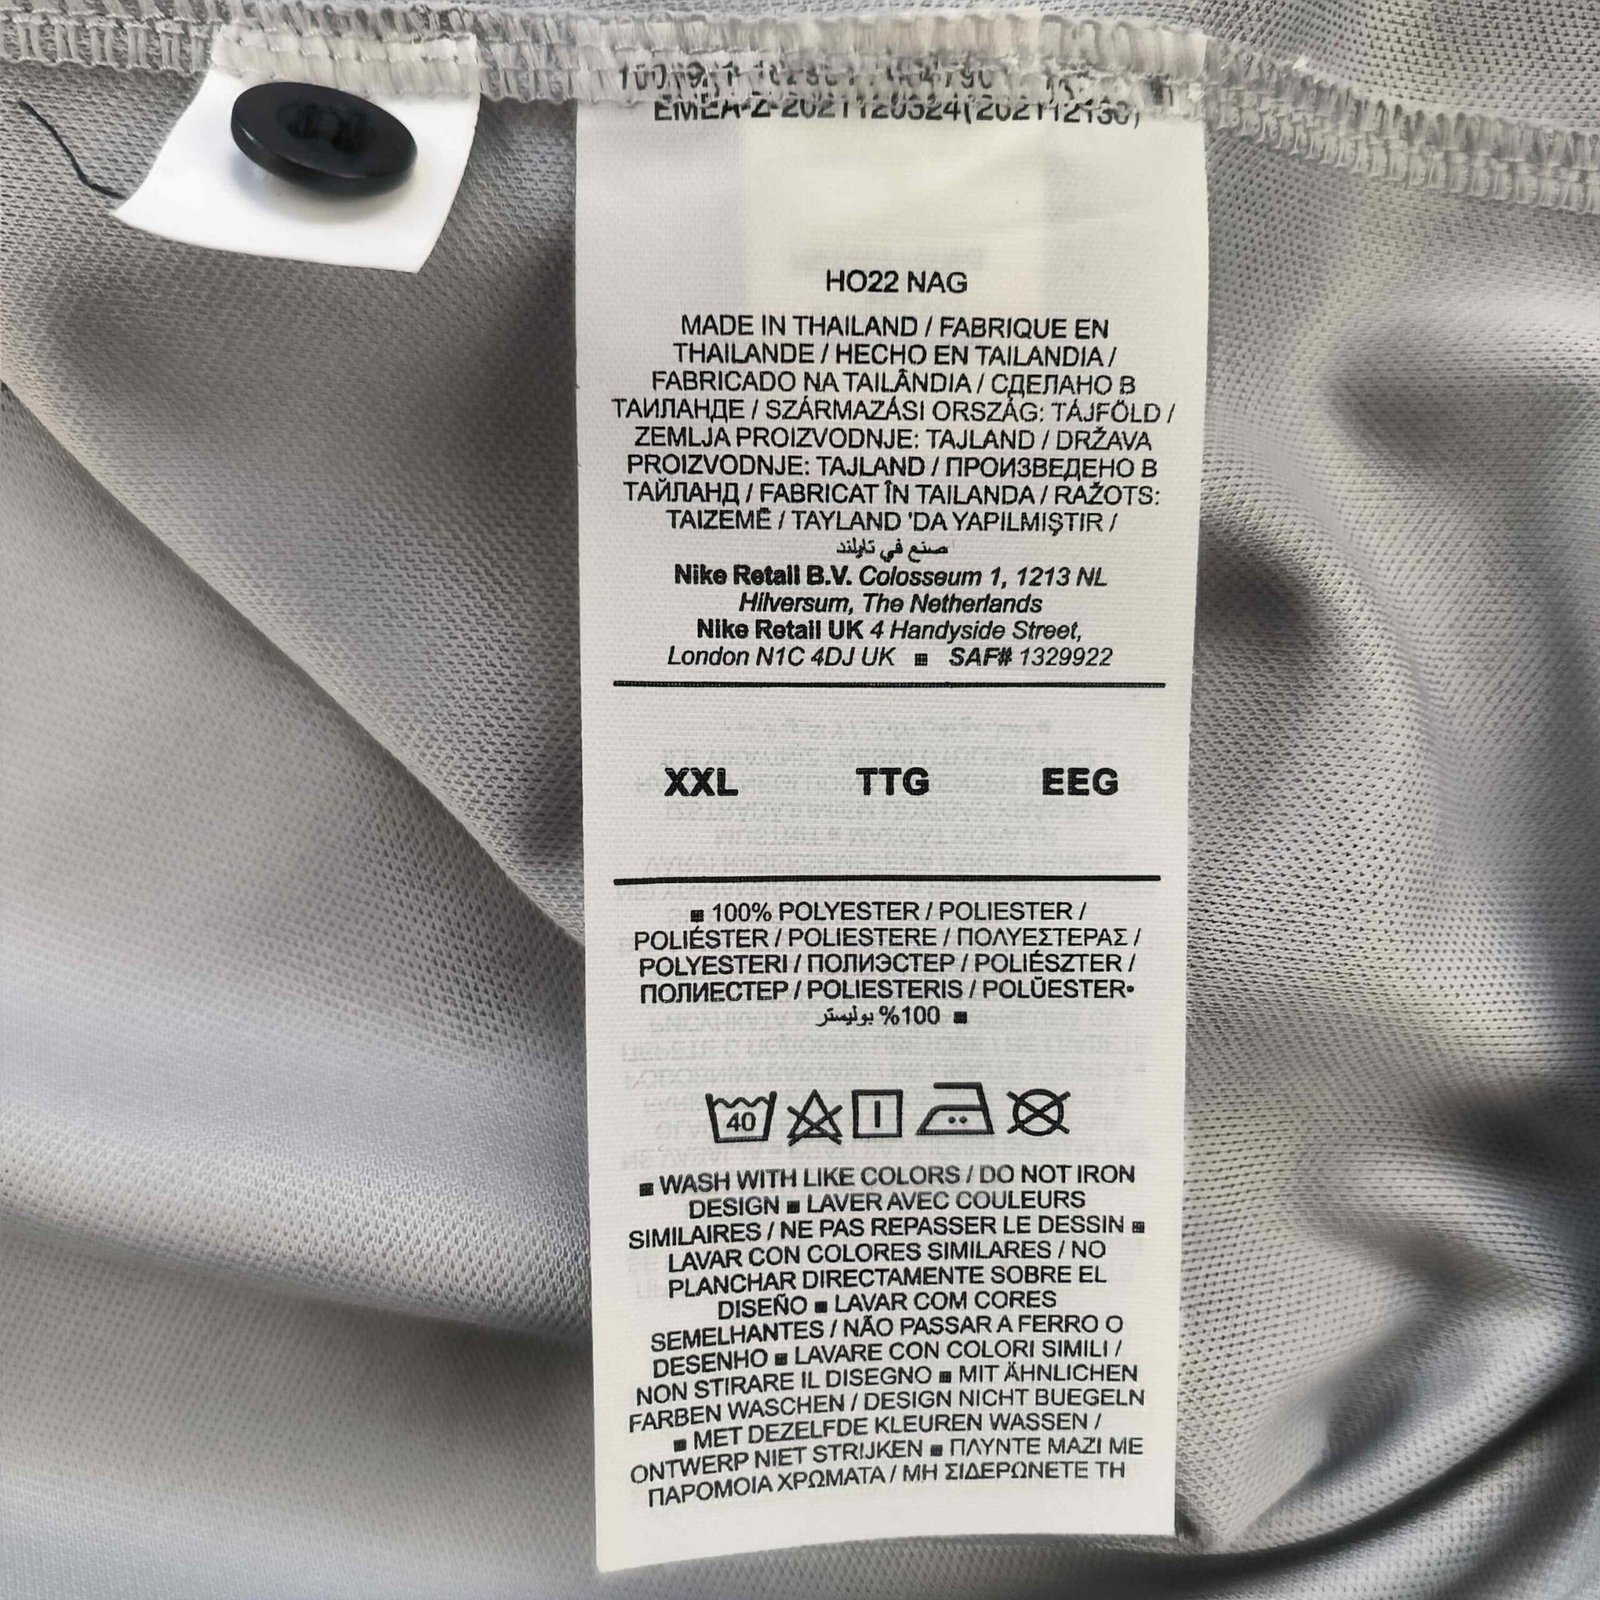 EMEA-Z-2021120324(202112130)
HO22 NAG
MADE IN THAILAND / FABRIQUE EN
THAILANDE / HECHO EN TAILANDIA /
FABRICADO NA TAILÂNDIA / СДЕЛАНО В
ТАИЛАНДЕ / SZÁRMAZÁSI ORSZÁG: TÁJFÖLD /
ZEMLJA PROIZVODNJE: TAJLAND / DRŽAVA
PROIZVODNJE: TAJLAND / ПРОИЗВЕДЕНО В
ТАЙЛАНД / FABRICAT ÎN TAILANDA / RAŽOTS:
TAIZEMĒ / TAYLAND 'DA YAPILMIŞTIR /
صنع في تايلند
Nike Retail B.V. Colosseum 1, 1213 NL
Hilversum, The Netherlands
Nike Retail UK 4 Handyside Street,
London N1C 4DJ UK ■ SAF# 1329922
XXL TTG EEG
■ 100% POLYESTER / POLIESTER /
POLIÉSTER / POLIESTERE / ΠΟΛΥΕΣΤΕΡΑΣ /
POLYESTERI / ПОЛИЭСТЕР / POLIÉSZTER /
ПОЛИЕСТЕР / POLIESTERIS / POLÜESTER•
100% بوليستر ■
40
■ WASH WITH LIKE COLORS / DO NOT IRON
DESIGN ■ LAVER AVEC COULEURS
SIMILAIRES / NE PAS REPASSER LE DESSIN ■
LAVAR CON COLORES SIMILARES / NO
PLANCHAR DIRECTAMENTE SOBRE EL
DISEÑO ■ LAVAR COM CORES
SEMELHANTES / NÃO PASSAR A FERRO O
DESENHO ■ LAVARE CON COLORI SIMILI /
NON STIRARE IL DISEGNO ■ MIT ÄHNLICHEN
FARBEN WASCHEN / DESIGN NICHT BUEGELN
■ MET DEZELFDE KLEUREN WASSEN /
ONTWERP NIET STRIJKEN ■ ΠΛΥΝΤΕ ΜΑΖΙ ΜΕ
ΠΑΡΟΜΟΙΑ ΧΡΩΜΑΤΑ / ΜΗ ΣΙΔΕΡΩΝΕΤΕ ΤΗ